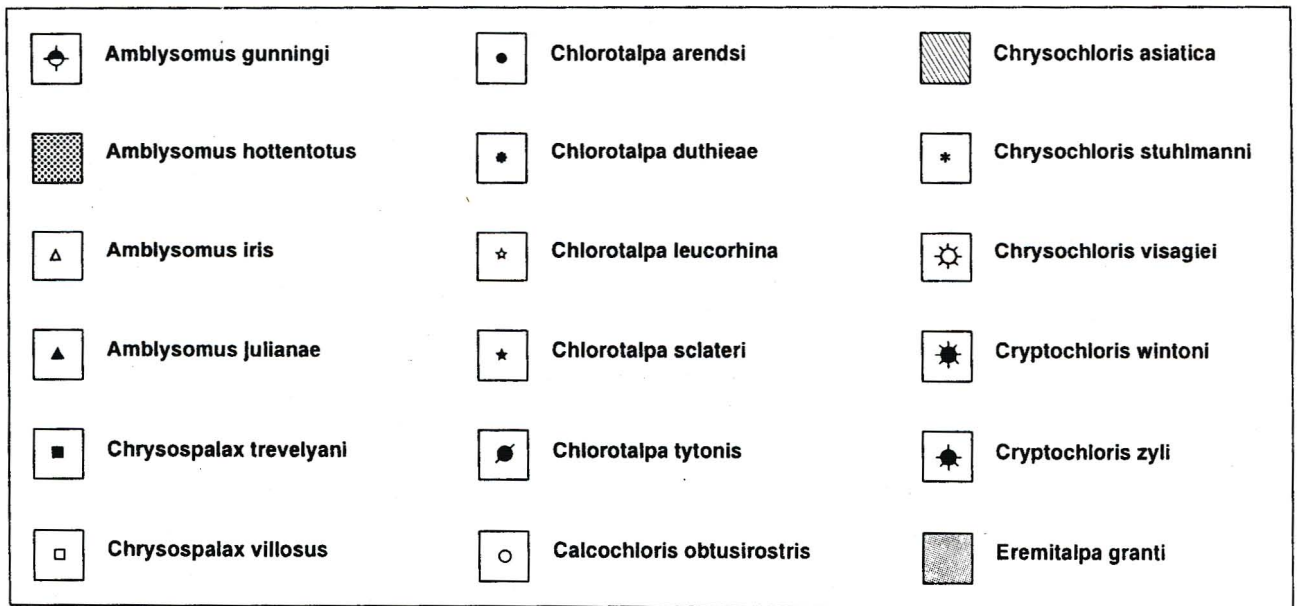 Amblysomus gunningi
Amblysomus hottentotus
Amblysomus iris
Amblysomus julianae
Chrysospalax trevelyani
Chrysospalax villosus
Chlorotalpa arendsi
Chlorotalpa duthieae
Chlorotalpa leucorhina
Chlorotalpa sclateri
Chlorotalpa tytonis
Calcochloris obtusirostris
Chrysochloris asiatica
Chrysochloris stuhlmanni
Chrysochloris visagiei
Cryptochloris wintoni
Cryptochloris zyli
Eremitalpa granti